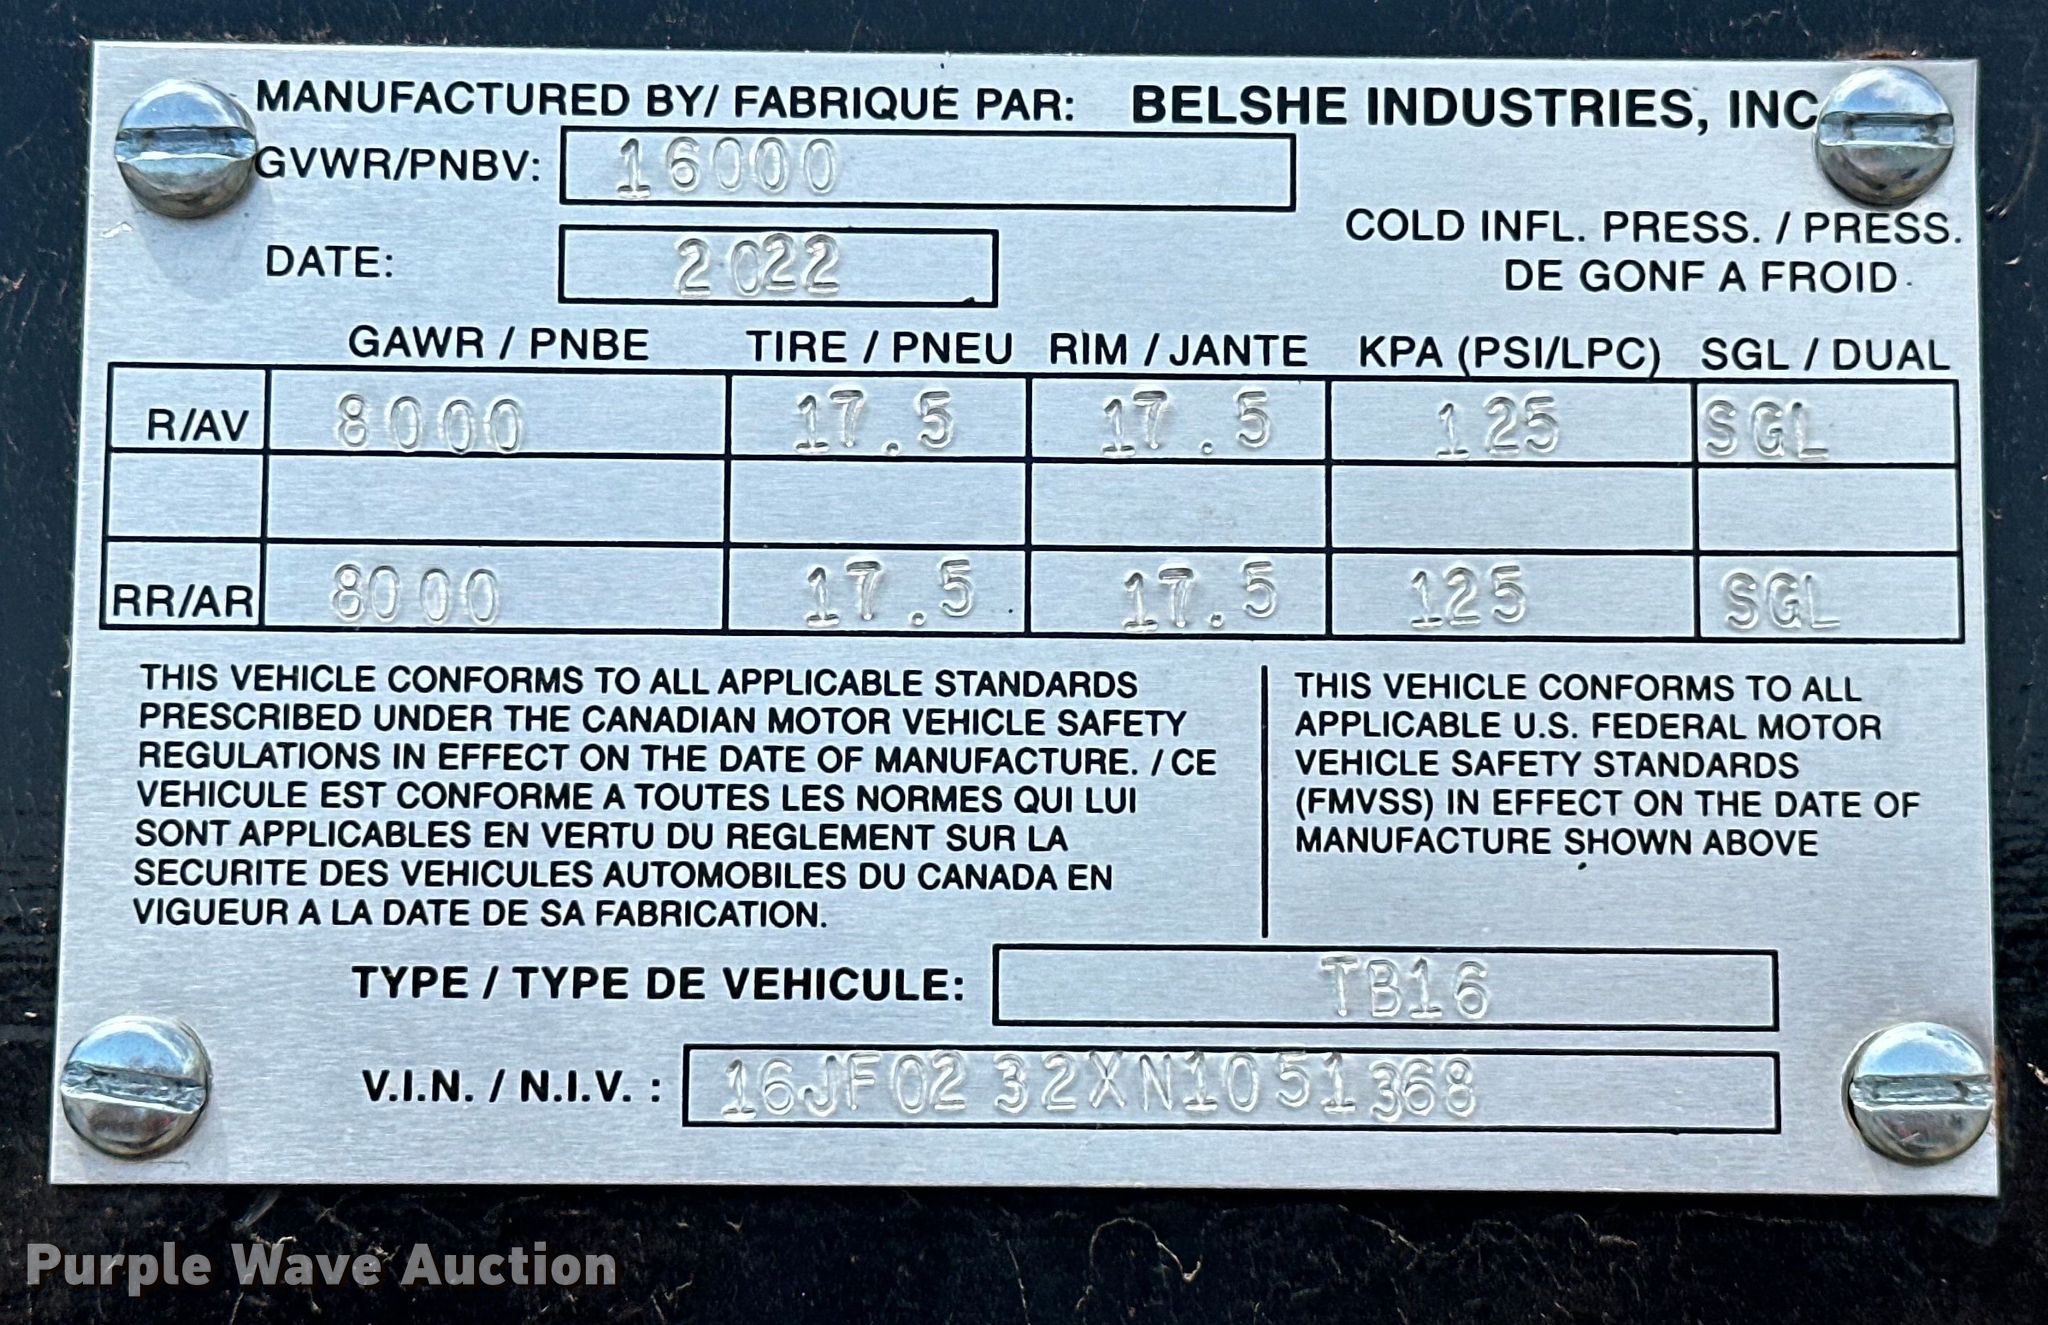 MANUFACTURED BY/ FABRIQUÉ PAR: BELSHE INDUSTRIES, INC
GVWR/PNBV: 16000
DATE: 2022
COLD INFL. PRESS. / PRESS.
DE GONF A FROID
GAWR / PNBE TIRE / PNEU RIM / JANTE KPA (PSI/LPC) SGL / DUAL
R/AV 8000 17.5 17.5 125 SGL
RR/AR 8000 17.5 17.5 125 SGL
THIS VEHICLE CONFORMS TO ALL APPLICABLE STANDARDS
PRESCRIBED UNDER THE CANADIAN MOTOR VEHICLE SAFETY
REGULATIONS IN EFFECT ON THE DATE OF MANUFACTURE. / CE
VEHICULE EST CONFORME A TOUTES LES NORMES QUI LUI
SONT APPLICABLES EN VERTU DU REGLEMENT SUR LA
SECURITE DES VEHICULES AUTOMOBILES DU CANADA EN
VIGUEUR A LA DATE DE SA FABRICATION.
THIS VEHICLE CONFORMS TO ALL
APPLICABLE U.S. FEDERAL MOTOR
VEHICLE SAFETY STANDARDS
(FMVSS) IN EFFECT ON THE DATE OF
MANUFACTURE SHOWN ABOVE
TYPE / TYPE DE VEHICULE: TB16
V.I.N. / N.I.V. : 16JF0232XN1051368
Purple Wave Auction